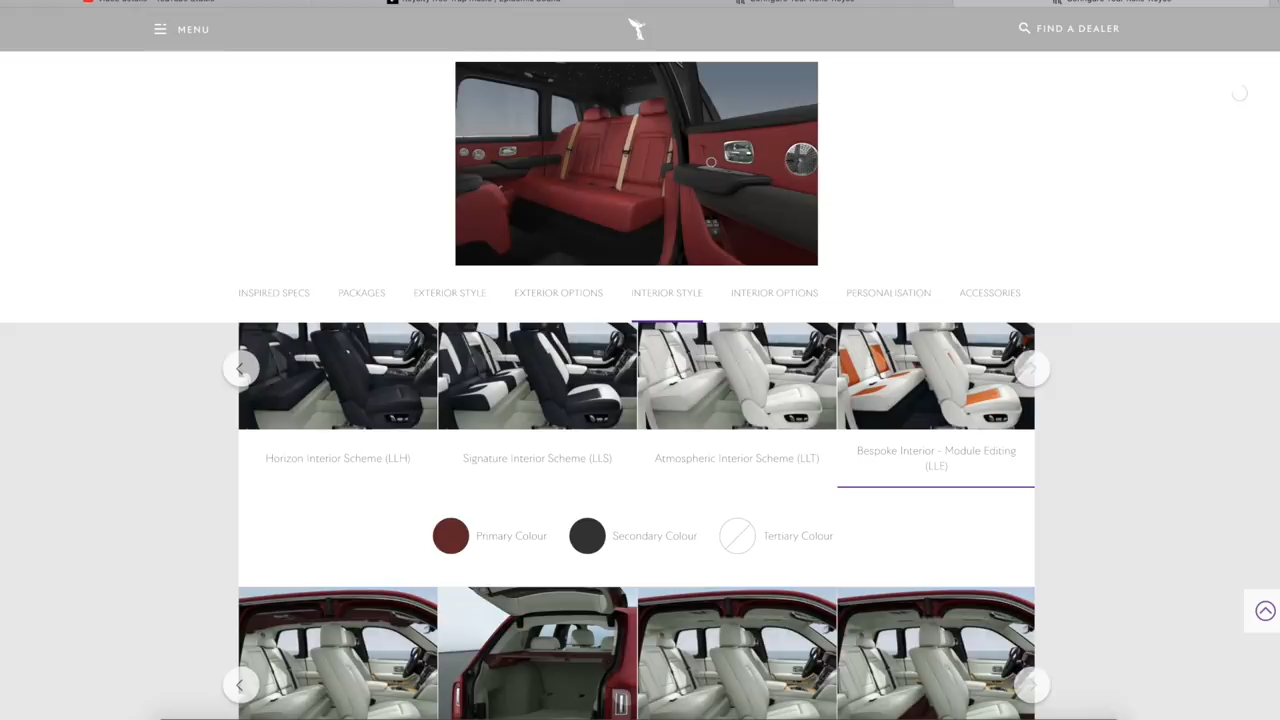 MENU
FIND A DEALER
INSPIRED SPECS
PACKAGES
EXTERIOR STYLE
EXTERIOR OPTIONS
INTERIOR STYLE
INTERIOR OPTIONS
PERSONALISATION
ACCESSORIES
Horizon Interior Scheme (LLH)
Signature Interior Scheme (LLS)
Atmospheric Interior Scheme (LLT)
Bespoke Interior - Module Editing
(LLE)
Primary Colour
Secondary Colour
Tertiary Colour